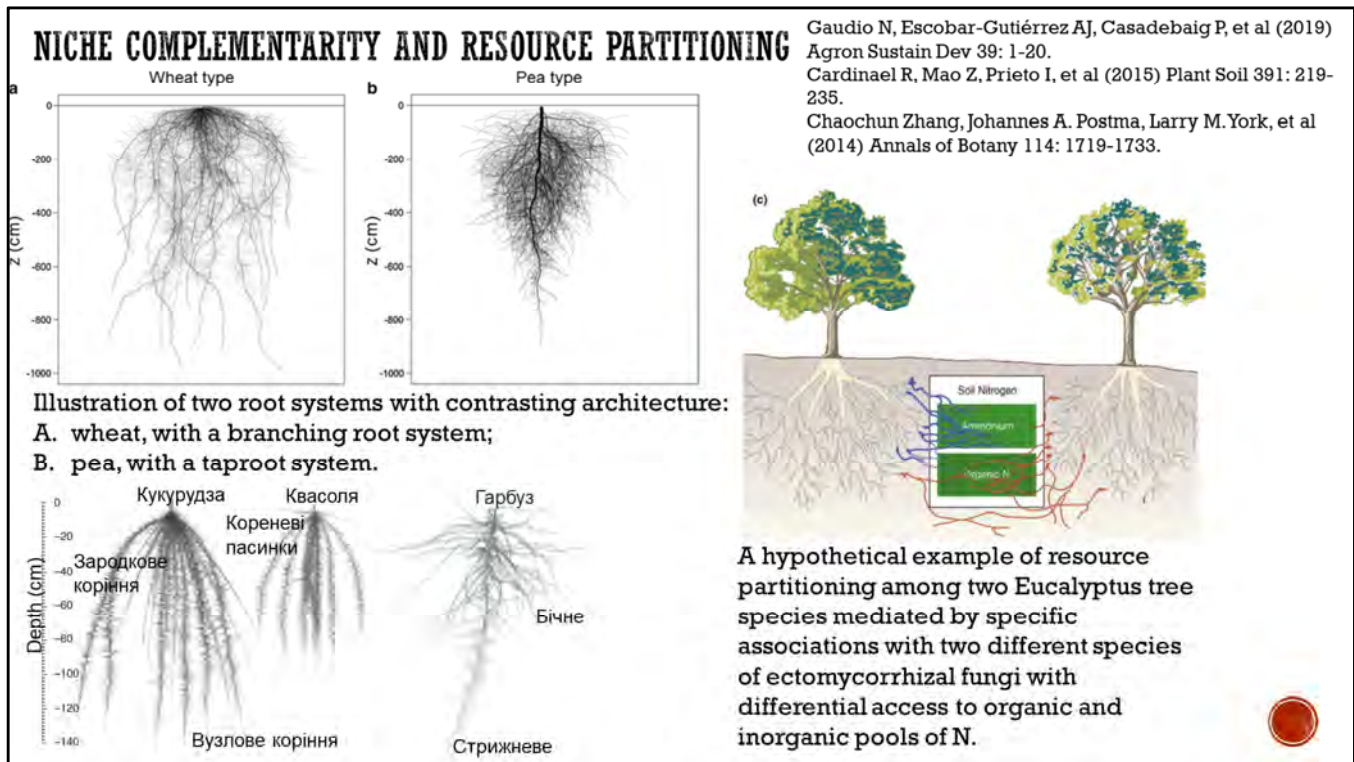 NICHE COMPLEMENTARITY AND RESOURCE PARTITIONING
Gaudio N, Escobar-Gutiérrez AJ, Casadebaig P, et al (2019)
Agron Sustain Dev 39: 1-20.
Cardinael R, Mao Z, Prieto I, et al (2015) Plant Soil 391: 219-
235.
Chaochun Zhang, Johannes A. Postma, Larry M. York, et al
(2014) Annals of Botany 114: 1719-1733.
a
Wheat type
0
-200
-400
-600
-800
-1000
z (cm)
b
Pea type
0
-200
-400
-600
-800
-1000
z (cm)
Illustration of two root systems with contrasting architecture:
A. wheat, with a branching root system;
B. pea, with a taproot system.
Кукурудза
Квасоля
Гарбуз
Кореневі
пасинки
Зародкове
коріння
Бічне
Вузлове коріння
Стрижневе
Depth (cm)
0
-20
-40
-60
-80
-100
-120
-140
(c)
Soil Nitrogen
Ammonium
Organic N
A hypothetical example of resource
partitioning among two Eucalyptus tree
species mediated by specific
associations with two different species
of ectomycorrhizal fungi with
differential access to organic and
inorganic pools of N.